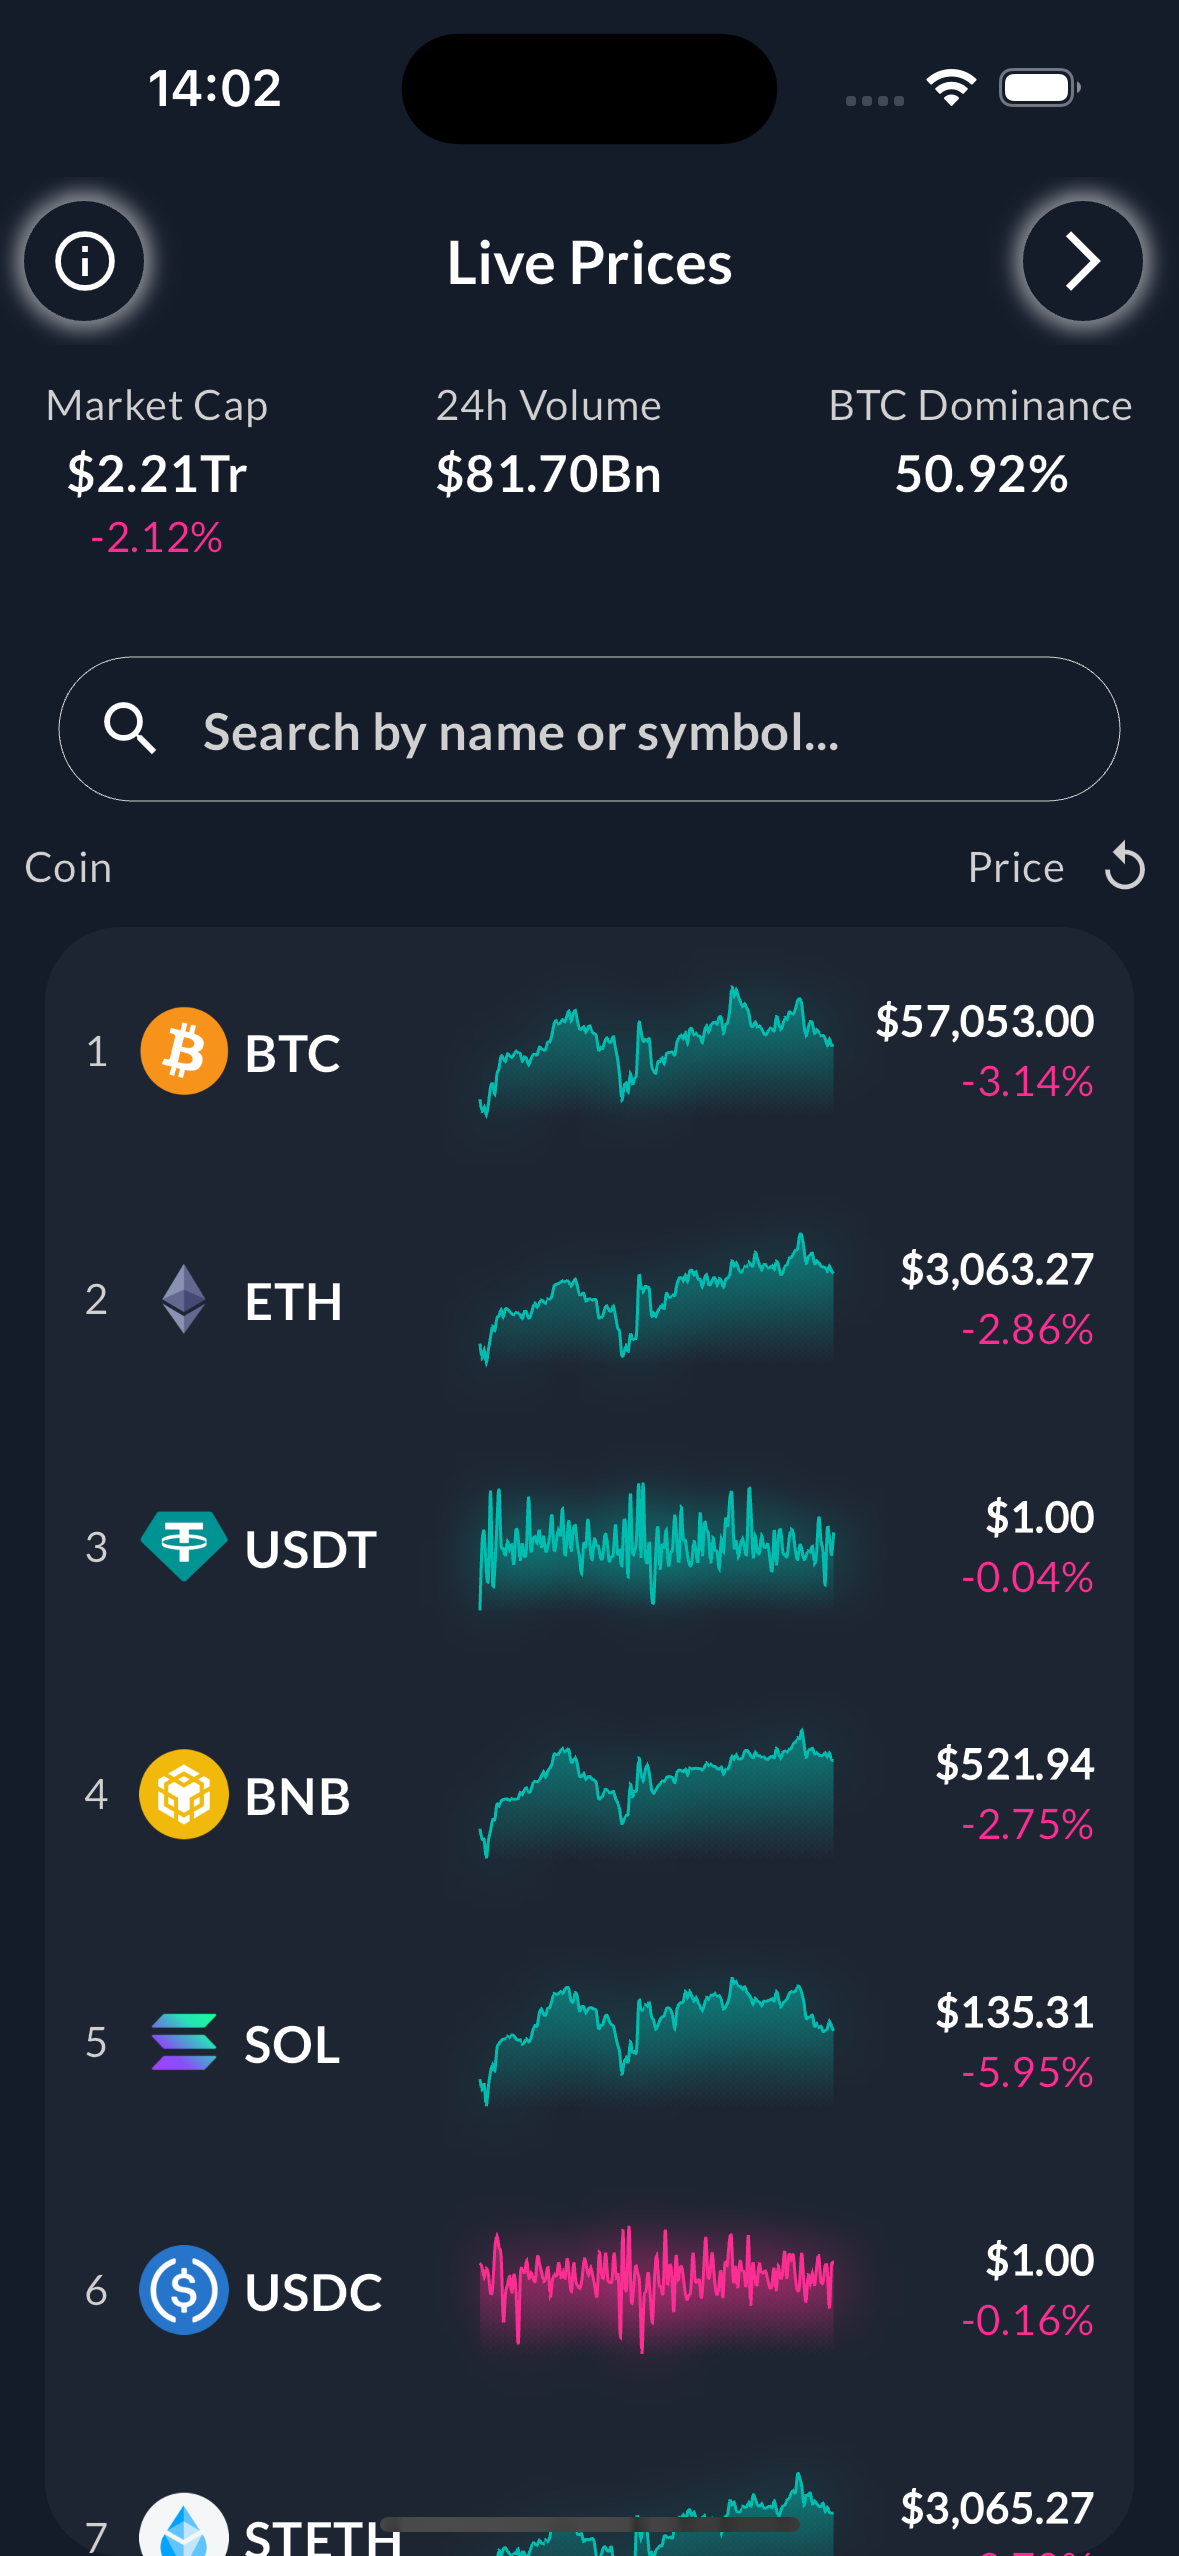 14:02
Live Prices
Market Cap
$2.21Tr
-2.12%
24h Volume
$81.70Bn
BTC Dominance
50.92%
Search by name or symbol...
Coin Price
1 BTC $57,053.00
-3.14%
2 ETH $3,063.27
-2.86%
3 USDT $1.00
-0.04%
4 BNB $521.94
-2.75%
5 SOL $135.31
-5.95%
6 USDC $1.00
-0.16%
7 STETH $3,065.27